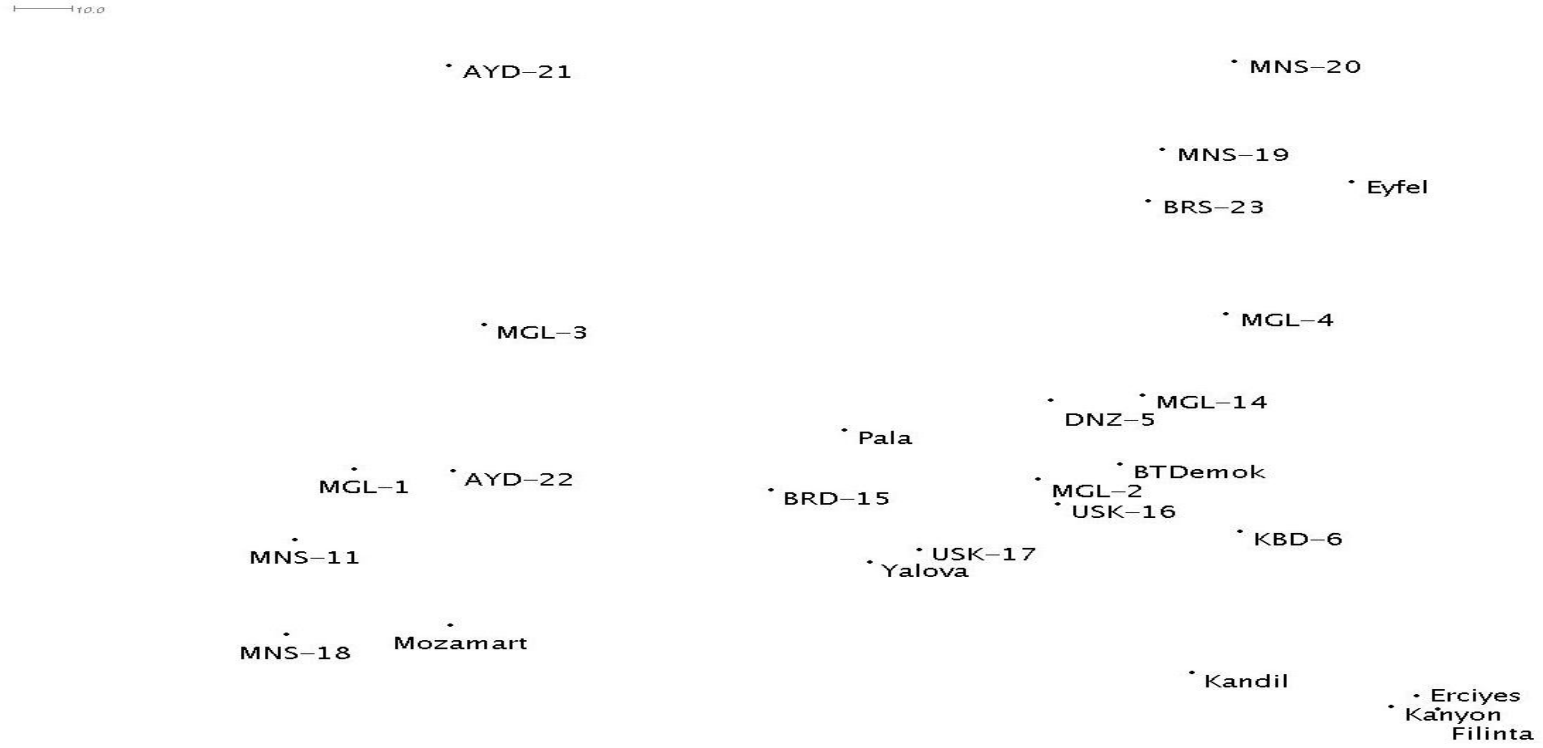 10.0
AYD–21
MNS–20
MNS–19
Eyfel
BRS–23
MGL–3
MGL–4
MGL–14
DNZ–5
Pala
BTDemok
MGL–1
AYD–22
MGL–2
BRD–15
USK–16
KBD–6
MNS–11
USK–17
Yalova
Mozamart
MNS–18
Kandil
Erciyes
Kanyon
Filinta